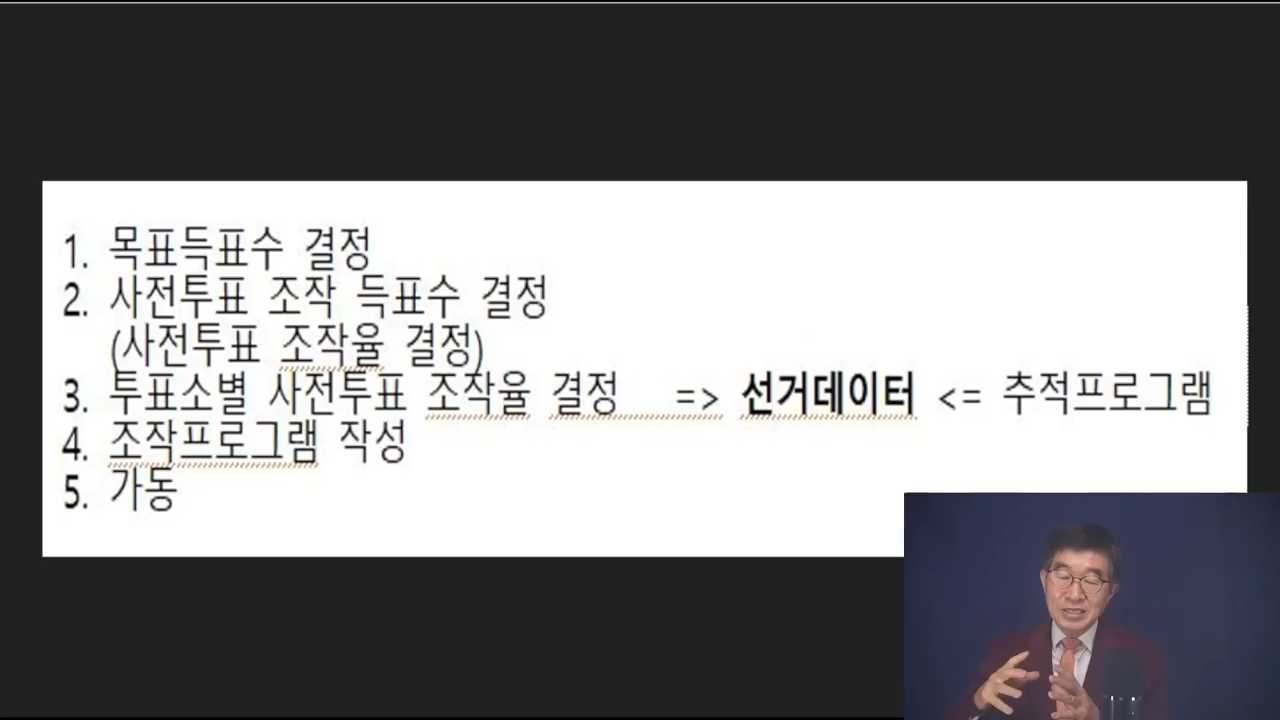 1. 목표득표수 결정
2. 사전투표 조작 득표수 결정
(사전투표 조작율 결정)
3. 투표소별 사전투표 조작율 결정 => 선거데이터 <= 추적프로그램
4. 조작프로그램 작성
5. 가동